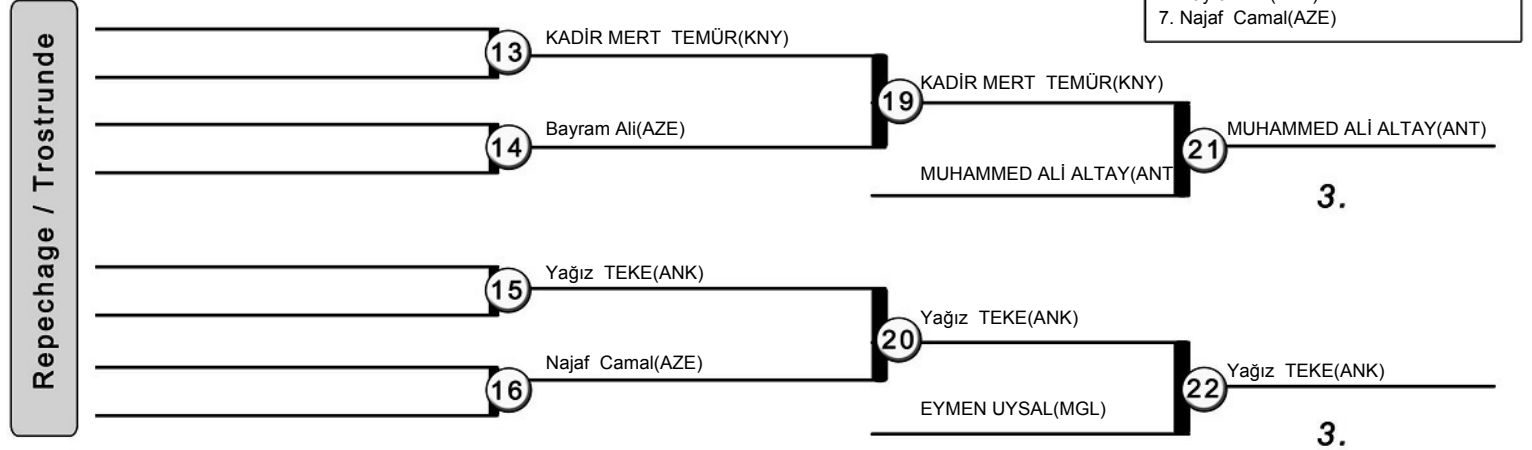 7. Najaf Camal(AZE)
Repechage / Trostrunde
13
KADİR MERT TEMÜR(KNY)
14
Bayram Ali(AZE)
19
KADİR MERT TEMÜR(KNY)
MUHAMMED ALİ ALTAY(ANT
21
MUHAMMED ALİ ALTAY(ANT)
3.
15
Yağız TEKE(ANK)
16
Najaf Camal(AZE)
20
Yağız TEKE(ANK)
EYMEN UYSAL(MGL)
22
Yağız TEKE(ANK)
3.